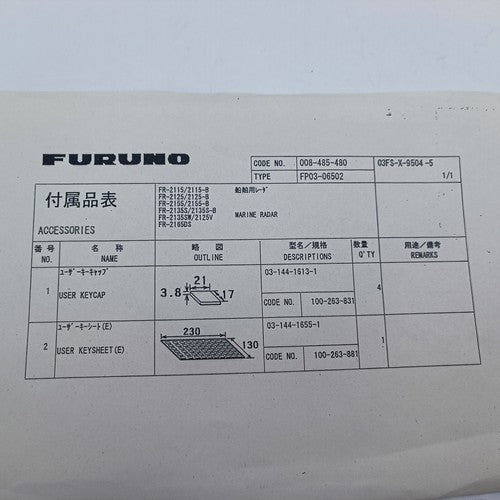 FURUNO
CODE NO. 008-485-480 03FS-X-9504 -5
TYPE FP03-06502 1/1
付属品表
ACCESSORIES
FR-2115/2115-B
FR-2125/2125-B
FR-2155/2155-B
FR-2135S/2135S-B
FR-2135SW/2125V
FR-2165DS
船舶用ﾚｰﾀﾞ
MARINE RADAR
番号 名称 略図 型名/規格 数量 用途/備考
NO. NAME OUTLINE DESCRIPTIONS Q'TY REMARKS
1
ﾕｰｻﾞｰｷｰｷｬｯﾌﾟ
USER KEYCAP
21
3.8
17
03-144-1613-1
CODE NO. 100-263-831
4
2
ﾕｰｻﾞｰｷｰｼｰﾄ(E)
USER KEYSHEET(E)
230
130
03-144-1655-1
CODE NO. 100-263-881
1